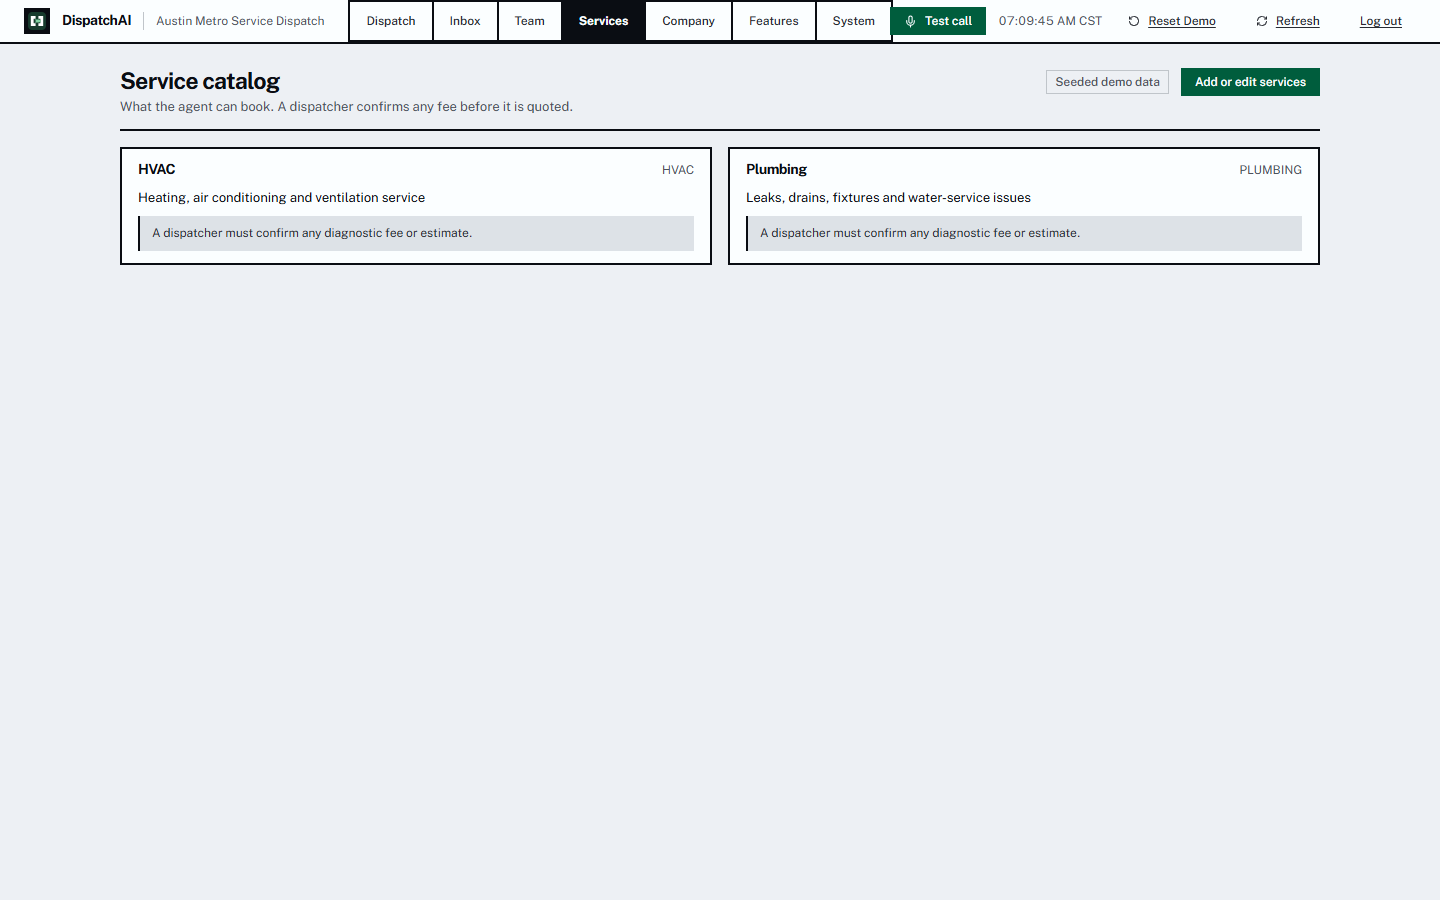 DispatchAI Austin Metro Service Dispatch Dispatch Inbox Team Services Company Features System Test call 07:09:45 AM CST Reset Demo Refresh Log out
Service catalog
Seeded demo data Add or edit services
What the agent can book. A dispatcher confirms any fee before it is quoted.
HVAC HVAC
Heating, air conditioning and ventilation service
A dispatcher must confirm any diagnostic fee or estimate.
Plumbing PLUMBING
Leaks, drains, fixtures and water-service issues
A dispatcher must confirm any diagnostic fee or estimate.